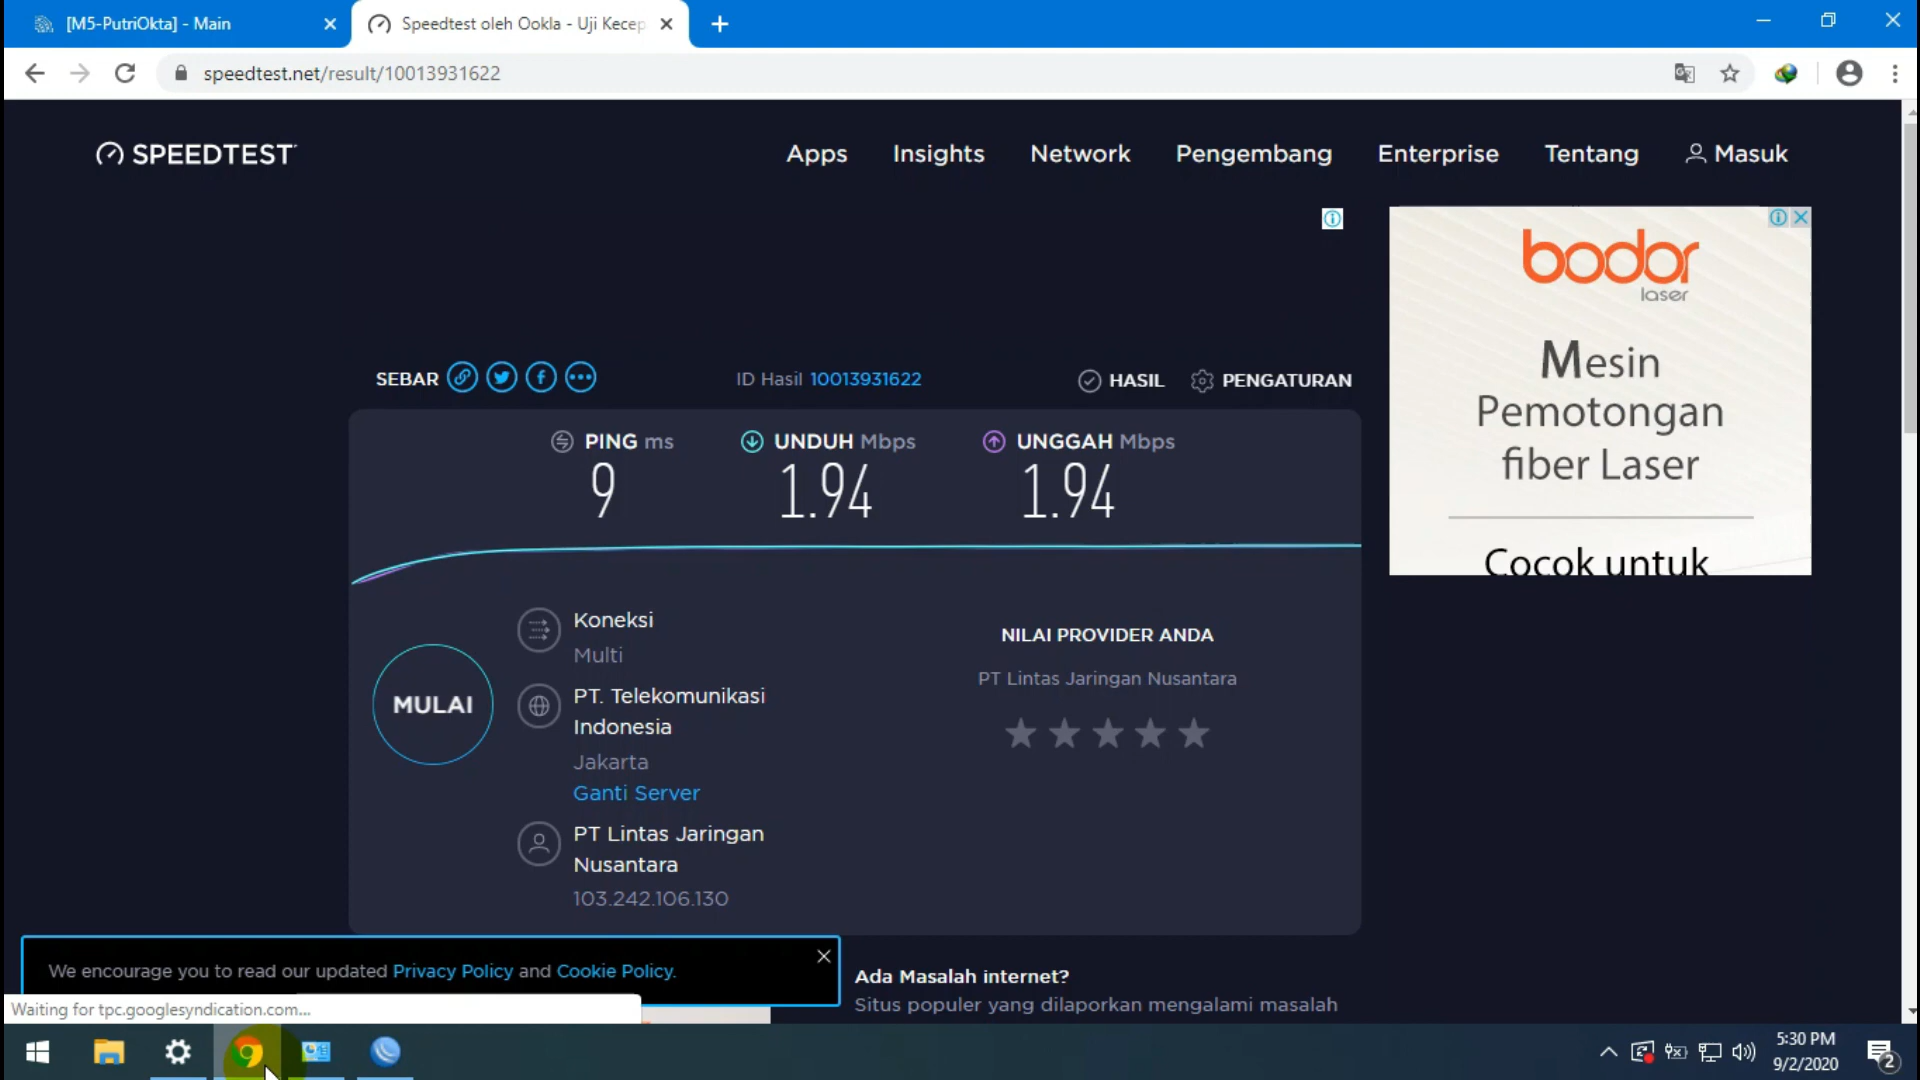 [M5-PutriOkta] - Main
Speedtest oleh Ookla - Uji Kecep
speedtest.net/result/10013931622
SPEEDTEST
Apps
Insights
Network
Pengembang
Enterprise
Tentang
Masuk
bodor
laser
Mesin
Pemotongan
fiber Laser
Cocok untuk
SEBAR
ID Hasil 10013931622
HASIL
PENGATURAN
PING ms
9
UNDUH Mbps
1.94
UNGGAH Mbps
1.94
MULAI
Koneksi
Multi
PT. Telekomunikasi
Indonesia
Jakarta
Ganti Server
PT Lintas Jaringan
Nusantara
103.242.106.130
NILAI PROVIDER ANDA
PT Lintas Jaringan Nusantara
We encourage you to read our updated Privacy Policy and Cookie Policy.
Ada Masalah internet?
Situs populer yang dilaporkan mengalami masalah
Waiting for tpc.googlesyndication.com...
5:30 PM
9/2/2020
2